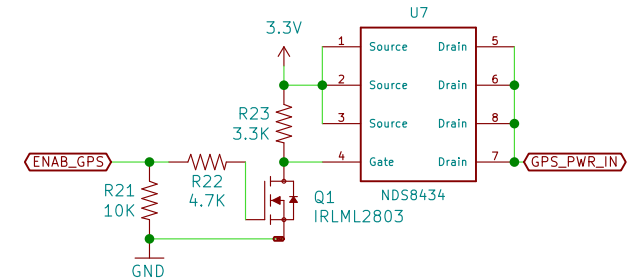 U7
3.3V
1 Source Drain 5
2 Source Drain 6
R23
3.3K
3 Source Drain 8
ENAB_GPS
4 Gate Drain 7
GPS_PWR_IN
R22
4.7K
R21
10K
Q1
IRLML2803
NDS8434
GND